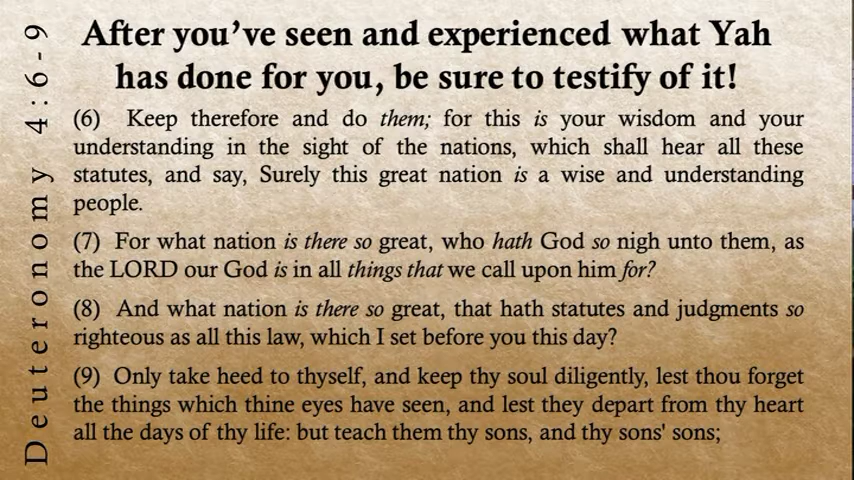 Deuteronomy 4:6-9
After you've seen and experienced what Yah
has done for you, be sure to testify of it!
(6) Keep therefore and do them; for this is your wisdom and your
understanding in the sight of the nations, which shall hear all these
statutes, and say, Surely this great nation is a wise and understanding
people.
(7) For what nation is there so great, who hath God so nigh unto them, as
the LORD our God is in all things that we call upon him for?
(8) And what nation is there so great, that hath statutes and judgments so
righteous as all this law, which I set before you this day?
(9) Only take heed to thyself, and keep thy soul diligently, lest thou forget
the things which thine eyes have seen, and lest they depart from thy heart
all the days of thy life: but teach them thy sons, and thy sons' sons;